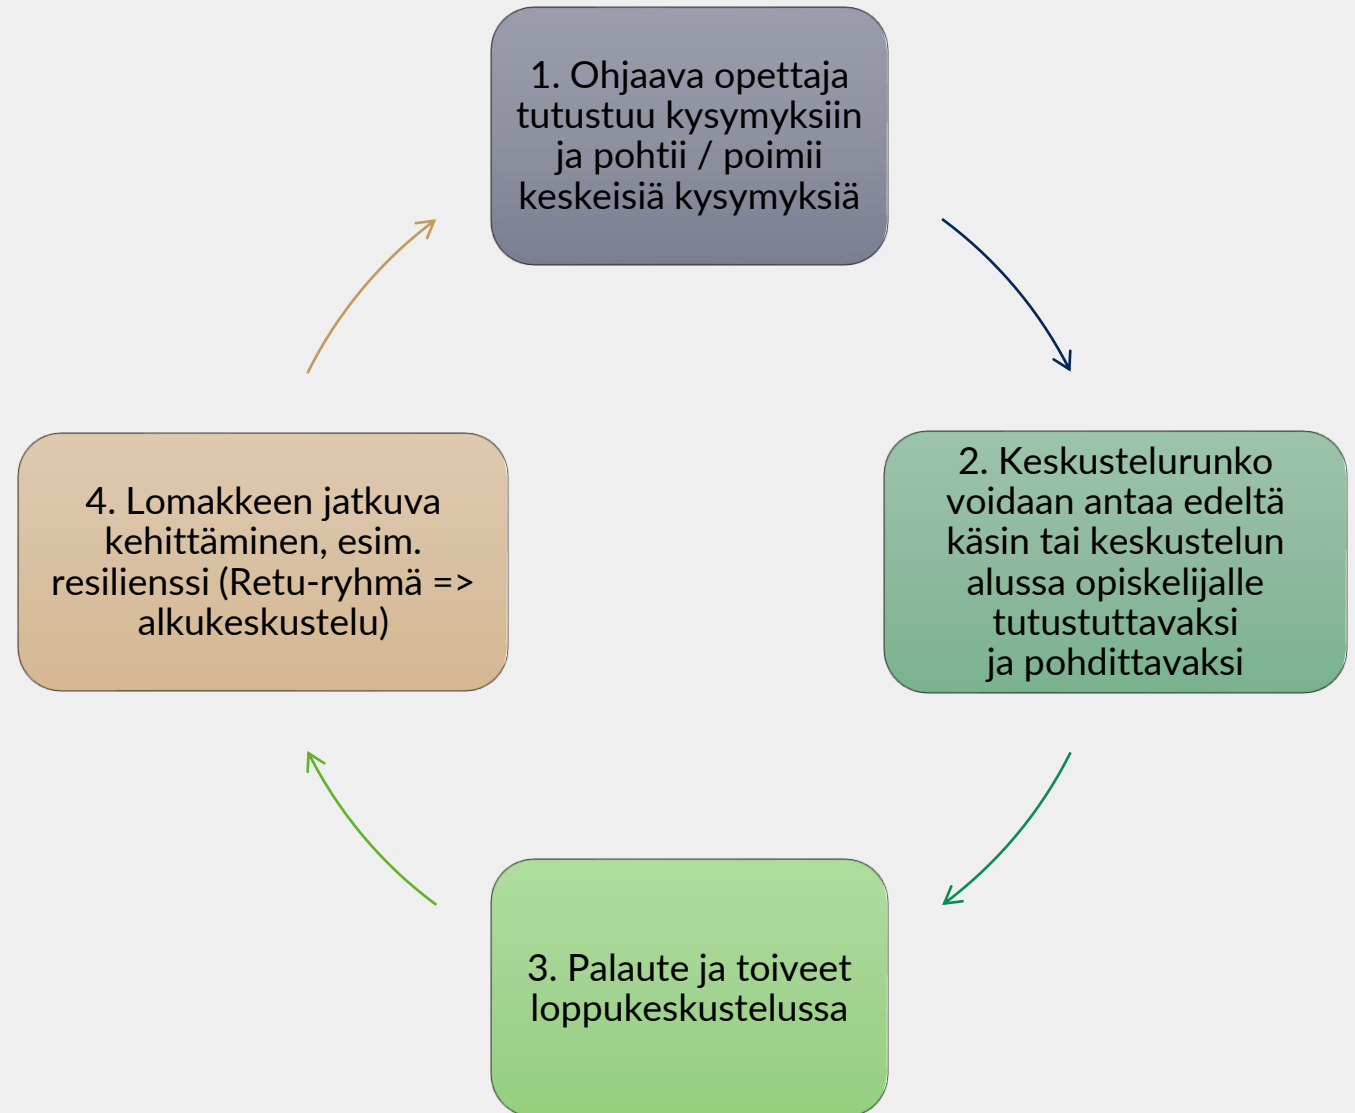 1. Ohjaava opettaja
tutustuu kysymyksiin
ja pohtii / poimii
keskeisiä kysymyksiä
2. Keskustelurunko
voidaan antaa edeltä
käsin tai keskustelun
alussa opiskelijalle
tutustuttavaksi
ja pohdittavaksi
3. Palaute ja toiveet
loppukeskustelussa
4. Lomakkeen jatkuva
kehittäminen, esim.
resilienssi (Retu-ryhmä =>
alkukeskustelu)